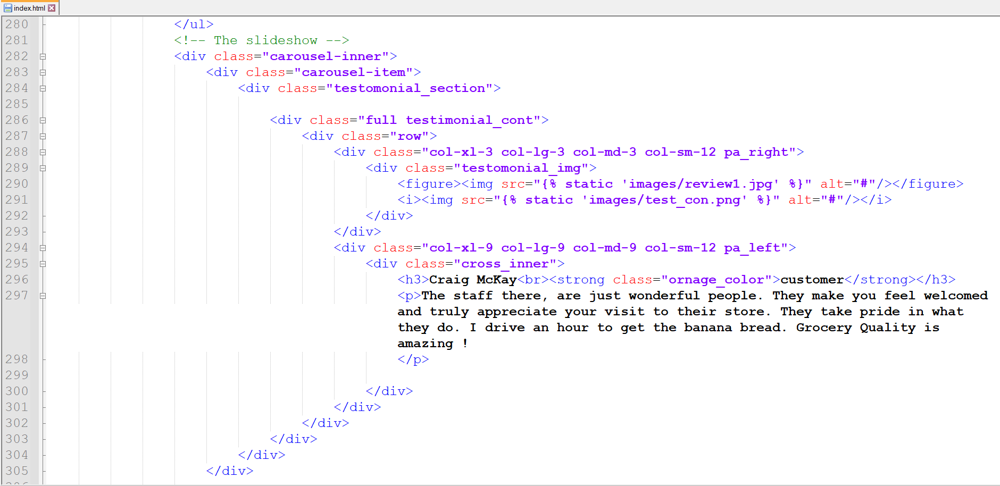 index.html
280 </ul>
281 <!-- The slideshow -->
282 <div class="carousel-inner">
283 <div class="carousel-item">
284 <div class="testomonial_section">
285
286 <div class="full testimonial_cont">
287 <div class="row">
288 <div class="col-xl-3 col-lg-3 col-md-3 col-sm-12 pa_right">
289 <div class="testomonial_img">
290 <figure><img src="{% static 'images/review1.jpg' %}" alt="#"/></figure>
291 <i><img src="{% static 'images/test_con.png' %}" alt="#"/></i>
292 </div>
293 </div>
294 <div class="col-xl-9 col-lg-9 col-md-9 col-sm-12 pa_left">
295 <div class="cross_inner">
296 <h3>Craig McKay<br><strong class="ornage_color">customer</strong></h3>
297 <p>The staff there, are just wonderful people. They make you feel welcomed
and truly appreciate your visit to their store. They take pride in what
they do. I drive an hour to get the banana bread. Grocery Quality is
amazing !
298 </p>
299
300 </div>
301 </div>
302 </div>
303 </div>
304 </div>
305 </div>